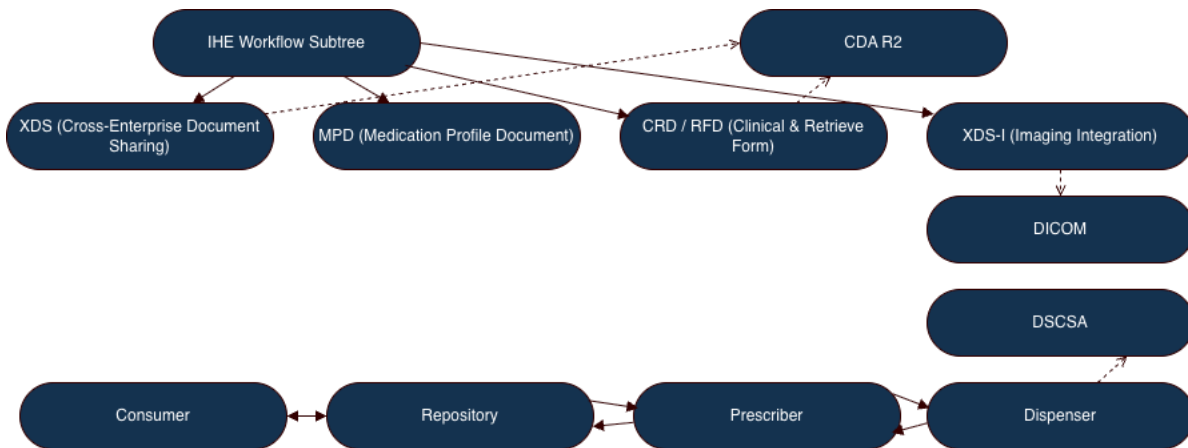 IHE Workflow Subtree
CDA R2
XDS (Cross-Enterprise Document
Sharing)
MPD (Medication Profile Document)
CRD / RFD (Clinical & Retrieve
Form)
XDS-I (Imaging Integration)
DICOM
DSCSA
Consumer
Repository
Prescriber
Dispenser